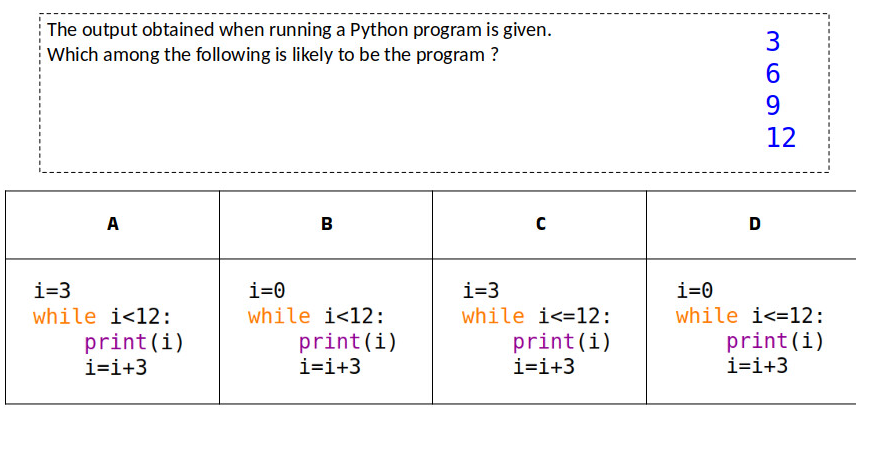 The output obtained when running a Python program is given.
Which among the following is likely to be the program ?
3
6
9
12
A
B
C
D
i=3
while i<12:
    print(i)
    i=i+3
i=0
while i<12:
    print(i)
    i=i+3
i=3
while i<=12:
    print(i)
    i=i+3
i=0
while i<=12:
    print(i)
    i=i+3